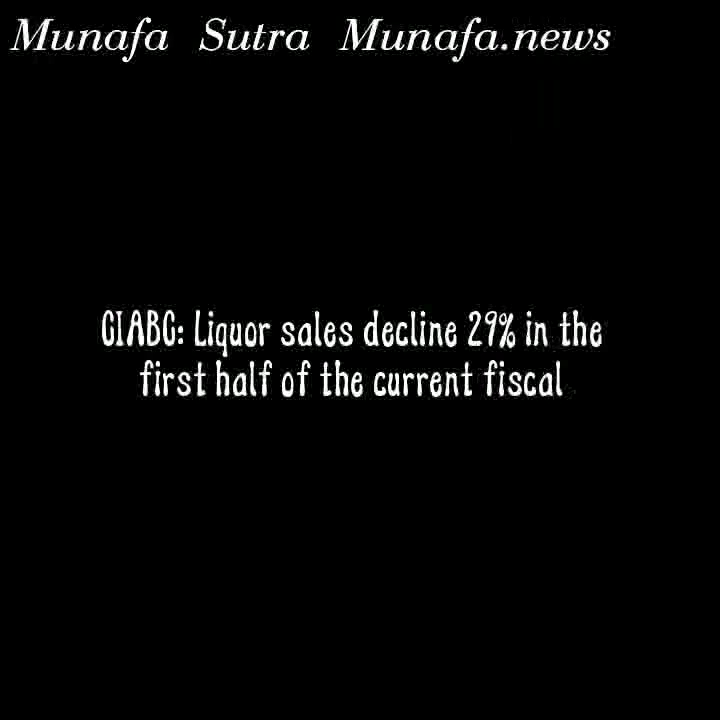 Munafa Sutra Munafa.news
CIABC: Liquor sales decline 29% in the
first half of the current fiscal